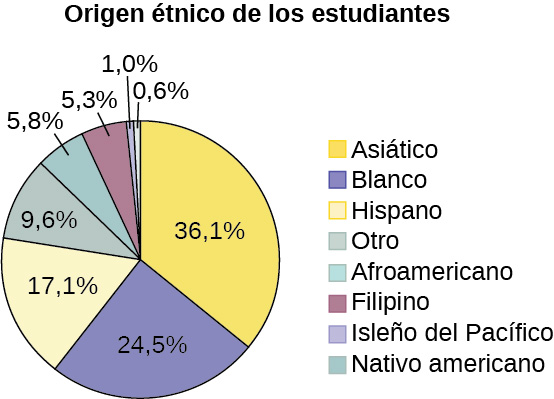 Origen étnico de los estudiantes
1,0%
0,6%
5,3%
5,8%
9,6%
36,1%
17,1%
24,5%
Asiático
Blanco
Hispano
Otro
Afroamericano
Filipino
Isleño del Pacífico
Nativo americano